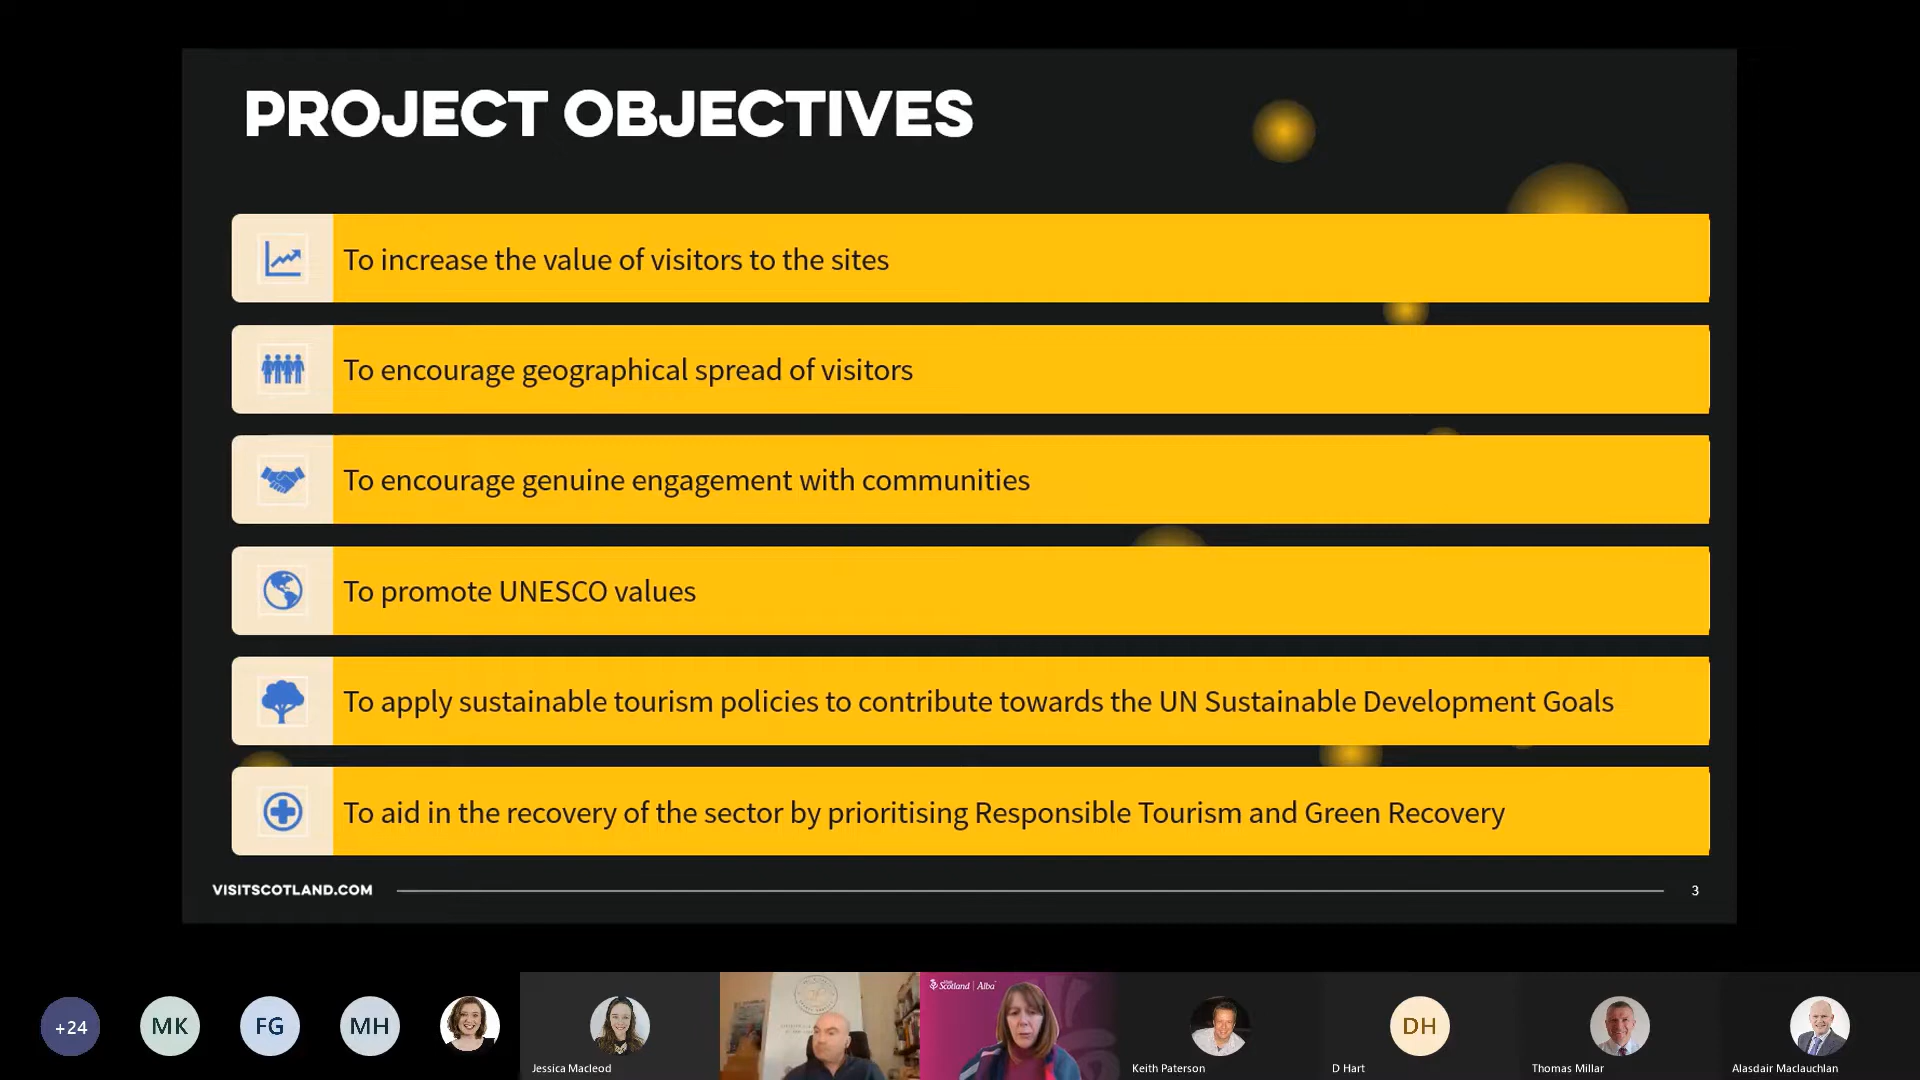 PROJECT OBJECTIVES
To increase the value of visitors to the sites
To encourage geographical spread of visitors
To encourage genuine engagement with communities
To promote UNESCO values
To apply sustainable tourism policies to contribute towards the UN Sustainable Development Goals
To aid in the recovery of the sector by prioritising Responsible Tourism and Green Recovery
VISITSCOTLAND.COM
3
+24
MK
FG
MH
Jessica Macleod
Scotland | Alba
Keith Paterson
DH
D Hart
Thomas Millar
Alasdair Maclauchlan